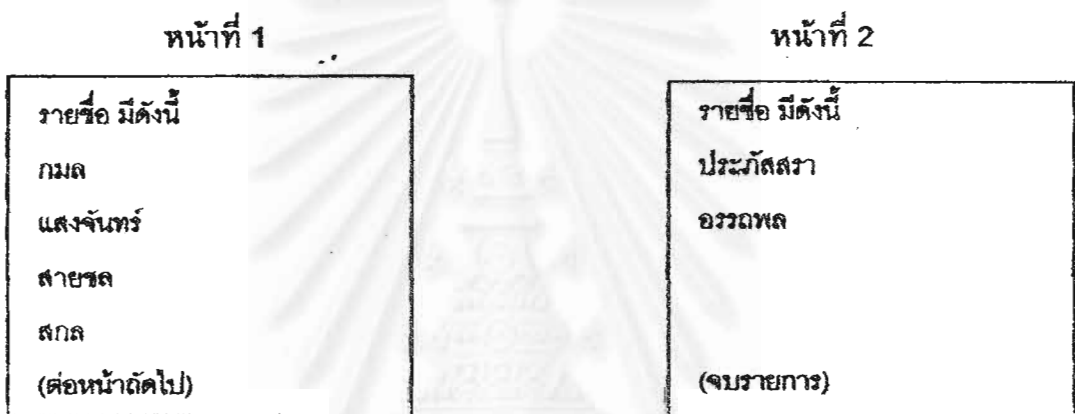 หน้าที่ 1
รายชื่อ มีดังนี้
กมล
แสงจันทร์
สายชล
สกล
(ต่อหน้าถัดไป)
หน้าที่ 2
รายชื่อ มีดังนี้
ประภัสสรา
อรรถพล
(จบรายการ)